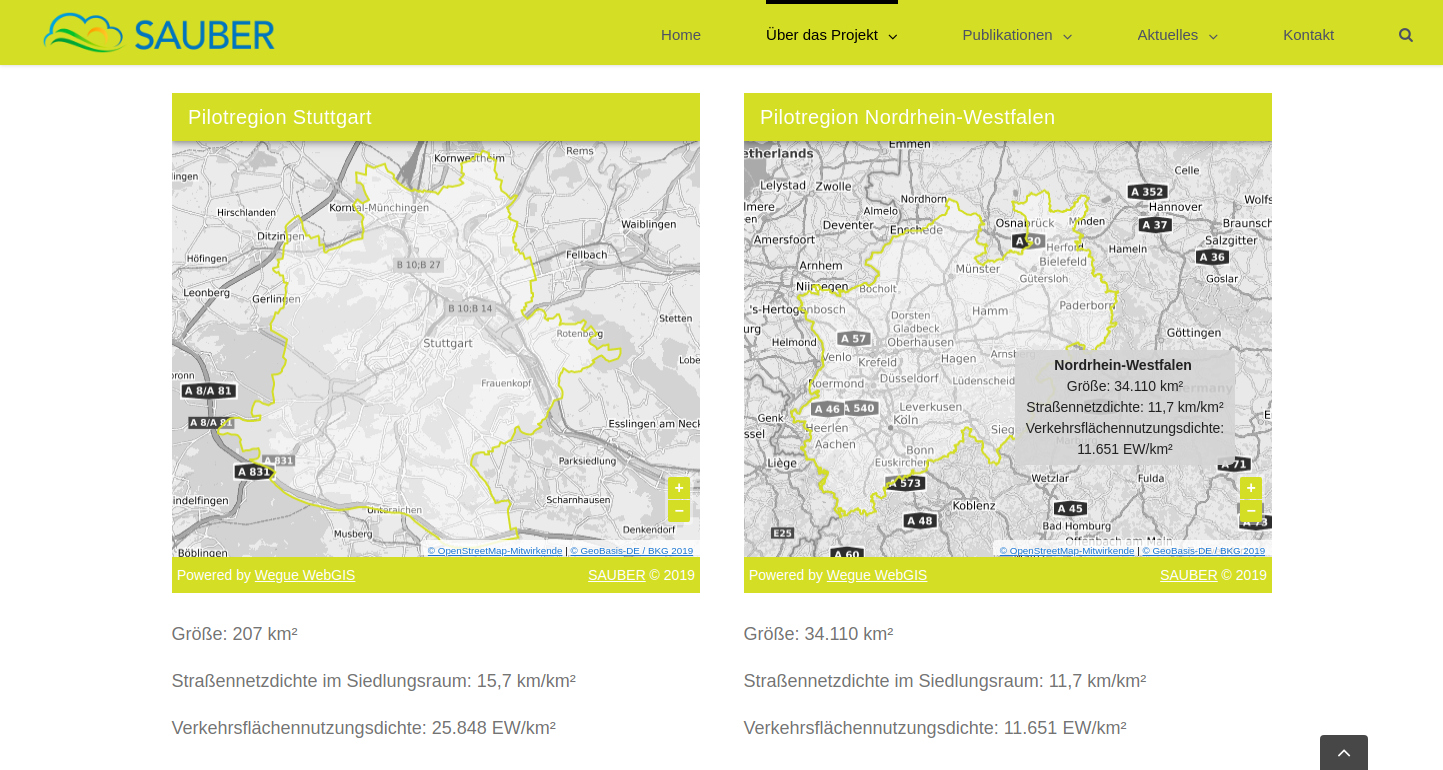 SAUBER
Home
Über das Projekt
Publikationen
Aktuelles
Kontakt
Pilotregion Stuttgart
Kornwestheim
Rems
Korntal-Münchingen
Hirschlanden
Ditzingen
Waiblingen
Höfingen
B 10;B 27
Fellbach
Leonberg
Gerlingen
B 10;B 14
Stetten
Rotenberg
Stuttgart
Frauenkopf
A 8/A 81
A 8/A 81
Esslingen am Neck
A 831
A 831
Parksiedlung
indelfingen
Scharnhausen
Unteraichen
Musberg
Denkendorf
Böblingen
+
−
© OpenStreetMap-Mitwirkende | © GeoBasis-DE / BKG 2019
Powered by Wegue WebGIS
SAUBER © 2019
Größe: 207 km²
Straßennetzdichte im Siedlungsraum: 15,7 km/km²
Verkehrsflächennutzungsdichte: 25.848 EW/km²
Pilotregion Nordrhein-Westfalen
Emmen
etherlands
Celle
Lelystad
Zwolle
A 352
Nordhorn
Hannover
Wolfs
lmere
Almelo
Osnabrück
Minden
Deventer
Enschede
A 37
Braunsch
Amersfoort
A 30
Herford
Hameln
Salzgitter
Bielefeld
A 36
Arnhem
Münster
Gütersloh
Goslar
Nijmegen
Bocholt
's-Hertogenbosch
Dorsten
Hamm
Paderborn
Gladbeck
Göttingen
Helmond
A 57
Oberhausen
Venlo
Krefeld
Hagen
Arnsberg
Roermond
Düsseldorf
Lüdenscheid
Genk
A 46
A 540
Leverkusen
Heerlen
Köln
Aachen
Bonn
Liège
Euskirchen
A 71
A 573
Koblenz
Wetzlar
Fulda
A 45
A 48
Bad Homburg
E25
A 60
Offenbach am Main
Nordrhein-Westfalen
Größe: 34.110 km²
Straßennetzdichte: 11,7 km/km²
Verkehrsflächennutzungsdichte:
11.651 EW/km²
+
−
© OpenStreetMap-Mitwirkende | © GeoBasis-DE / BKG 2019
Powered by Wegue WebGIS
SAUBER © 2019
Größe: 34.110 km²
Straßennetzdichte im Siedlungsraum: 11,7 km/km²
Verkehrsflächennutzungsdichte: 11.651 EW/km²